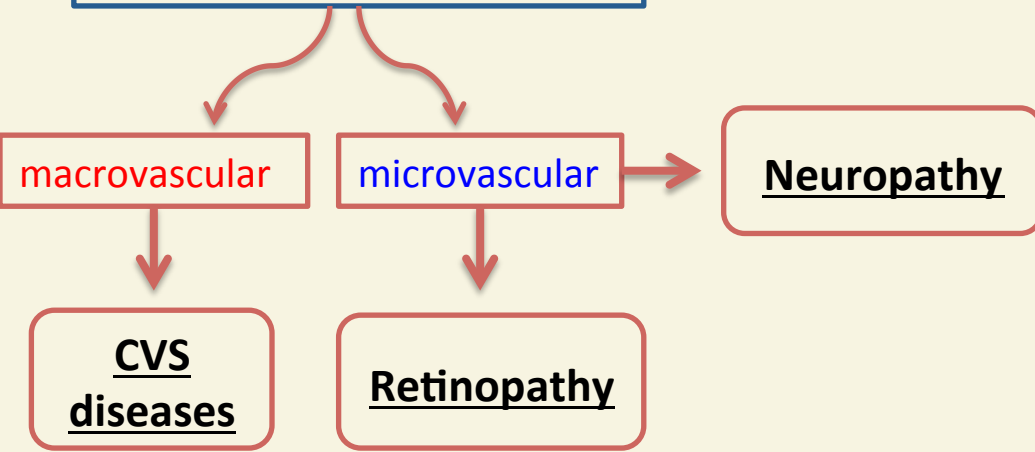 macrovascular
microvascular
Neuropathy
CVS
diseases
Retinopathy